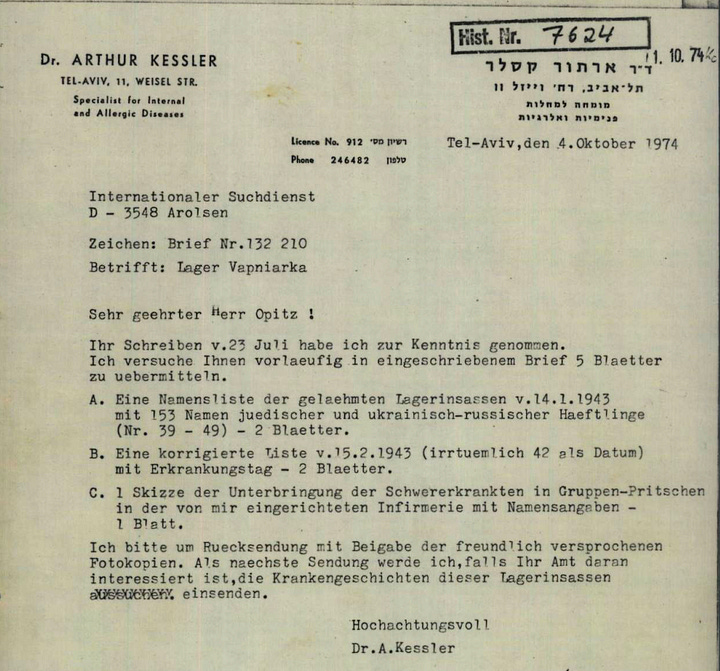 Hist. Nr. 7624
11. 10. 74
Dr. ARTHUR KESSLER
TEL-AVIV, 11, WEISEL STR.
Specialist for Internal
and Allergic Diseases
ד״ר ארתור קסלר
תל־אביב, רח׳ וייזל 11
מומחה למחלות
פנימיות ואלרגיות
Licence No. 912 רשיון מס׳
Phone 246482 טלפון
Tel-Aviv,den 4.Oktober 1974
Internationaler Suchdienst
D - 3548 Arolsen
Zeichen: Brief Nr.132 210
Betrifft: Lager Vapniarka
Sehr geehrter Herr Opitz !
Ihr Schreiben v.23 Juli habe ich zur Kenntnis genommen.
Ich versuche Ihnen vorlaeufig in eingeschriebenem Brief 5 Blaetter
zu uebermitteln.
A. Eine Namensliste der gelaehmten Lagerinsassen v.14.1.1943
mit 153 Namen juedischer und ukrainisch-russischer Haeftlinge
(Nr. 39 - 49) - 2 Blaetter.
B. Eine korrigierte Liste v.15.2.1943 (irrtuemlich 42 als Datum)
mit Erkrankungstag - 2 Blaetter.
C. 1 Skizze der Unterbringung der Schwererkrankten in Gruppen-Pritschen
in der von mir eingerichteten Infirmerie mit Namensangaben -
1 Blatt.
Ich bitte um Ruecksendung mit Beigabe der freundlich versprochenen
Fotokopien. Als naechste Sendung werde ich,falls Ihr Amt daran
interessiert ist,die Krankengeschichten dieser Lagerinsassen
einsenden.
Hochachtungsvoll
Dr.A.Kessler